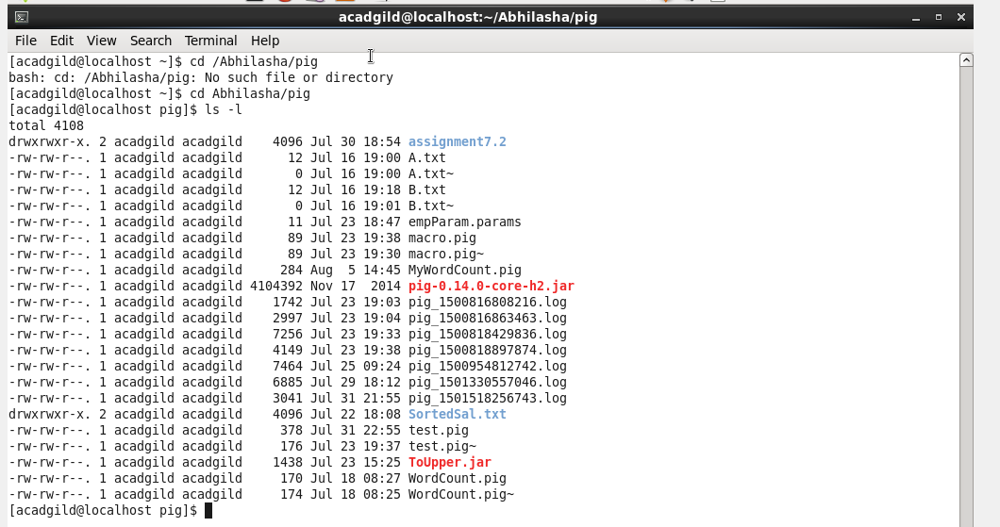 acadgild@localhost:~/Abhilasha/pig
File Edit View Search Terminal Help
[acadgild@localhost ~]$ cd /Abhilasha/pig
bash: cd: /Abhilasha/pig: No such file or directory
[acadgild@localhost ~]$ cd Abhilasha/pig
[acadgild@localhost pig]$ ls -l
total 4108
drwxrwxr-x. 2 acadgild acadgild    4096 Jul 30 18:54 assignment7.2
-rw-rw-r--. 1 acadgild acadgild      12 Jul 16 19:00 A.txt
-rw-rw-r--. 1 acadgild acadgild       0 Jul 16 19:00 A.txt~
-rw-rw-r--. 1 acadgild acadgild      12 Jul 16 19:18 B.txt
-rw-rw-r--. 1 acadgild acadgild       0 Jul 16 19:01 B.txt~
-rw-rw-r--. 1 acadgild acadgild      11 Jul 23 18:47 empParam.params
-rw-rw-r--. 1 acadgild acadgild      89 Jul 23 19:38 macro.pig
-rw-rw-r--. 1 acadgild acadgild      89 Jul 23 19:30 macro.pig~
-rw-rw-r--. 1 acadgild acadgild     284 Aug  5 14:45 MyWordCount.pig
-rw-rw-r--. 1 acadgild acadgild 4104392 Nov 17  2014 pig-0.14.0-core-h2.jar
-rw-rw-r--. 1 acadgild acadgild    1742 Jul 23 19:03 pig_1500816808216.log
-rw-rw-r--. 1 acadgild acadgild    2997 Jul 23 19:04 pig_1500816863463.log
-rw-rw-r--. 1 acadgild acadgild    7256 Jul 23 19:33 pig_1500818429836.log
-rw-rw-r--. 1 acadgild acadgild    4149 Jul 23 19:38 pig_1500818897874.log
-rw-rw-r--. 1 acadgild acadgild    7464 Jul 25 09:24 pig_1500954812742.log
-rw-rw-r--. 1 acadgild acadgild    6885 Jul 29 18:12 pig_1501330557046.log
-rw-rw-r--. 1 acadgild acadgild    3041 Jul 31 21:55 pig_1501518256743.log
drwxrwxr-x. 2 acadgild acadgild    4096 Jul 22 18:08 SortedSal.txt
-rw-rw-r--. 1 acadgild acadgild     378 Jul 31 22:55 test.pig
-rw-rw-r--. 1 acadgild acadgild     176 Jul 23 19:37 test.pig~
-rw-rw-r--. 1 acadgild acadgild    1438 Jul 23 15:25 ToUpper.jar
-rw-rw-r--. 1 acadgild acadgild     170 Jul 18 08:27 WordCount.pig
-rw-rw-r--. 1 acadgild acadgild     174 Jul 18 08:25 WordCount.pig~
[acadgild@localhost pig]$